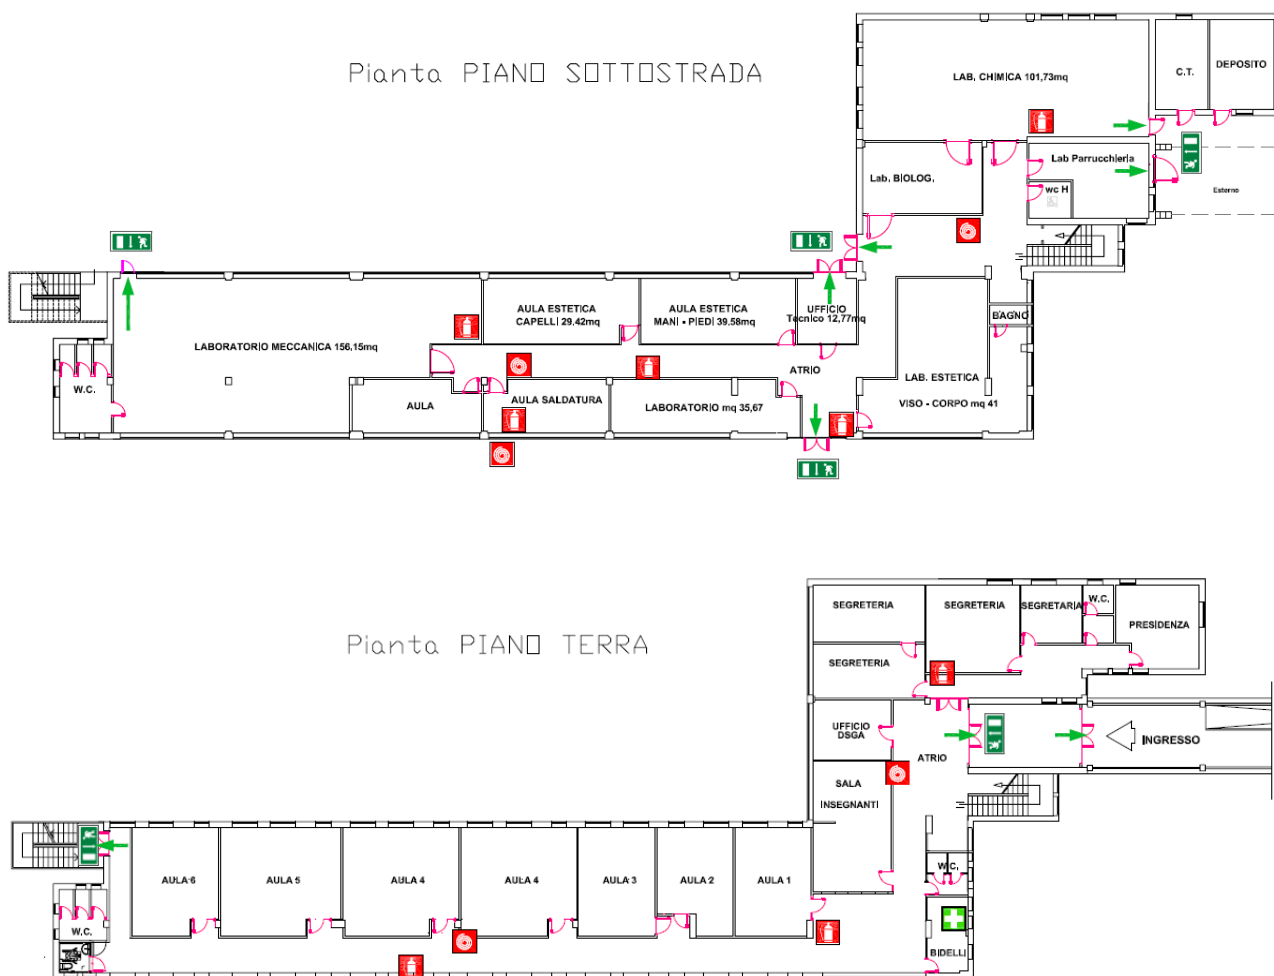 Pianta PIANO SOTTOSTRADA
LAB. CHIMICA 101,73mq
C.T.
DEPOSITO
Lab Parrucchieria
Lab. BIOLOG.
wc H
Esterno
AULA ESTETICA
CAPELLI 29,42mq
AULA ESTETICA
MANI - PIEDI 39,58mq
UFFICIO
Tecnico 12,77mq
BAGNO
LABORATORIO MECCANICA 156,15mq
ATRIO
LAB. ESTETICA
VISO - CORPO mq 41
W.C.
AULA
AULA SALDATURA
LABORATORIO mq 35,67
Pianta PIANO TERRA
SEGRETERIA
SEGRETERIA
SEGRETARIA
W.C.
PRESIDENZA
SEGRETERIA
UFFICIO
DSGA
ATRIO
INGRESSO
SALA
INSEGNANTI
W.C.
AULA 6
AULA 5
AULA 4
AULA 4
AULA 3
AULA 2
AULA 1
W.C.
BIDELLI